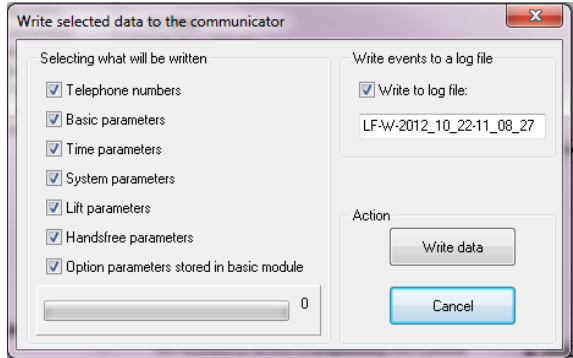 Write selected data to the communicator
Selecting what will be written
Telephone numbers
Basic parameters
Time parameters
System parameters
Lift parameters
Handsfree parameters
Option parameters stored in basic module
0
Write events to a log file
Write to log file:
LF-W-2012_10_22-11_08_27
Action
Write data
Cancel